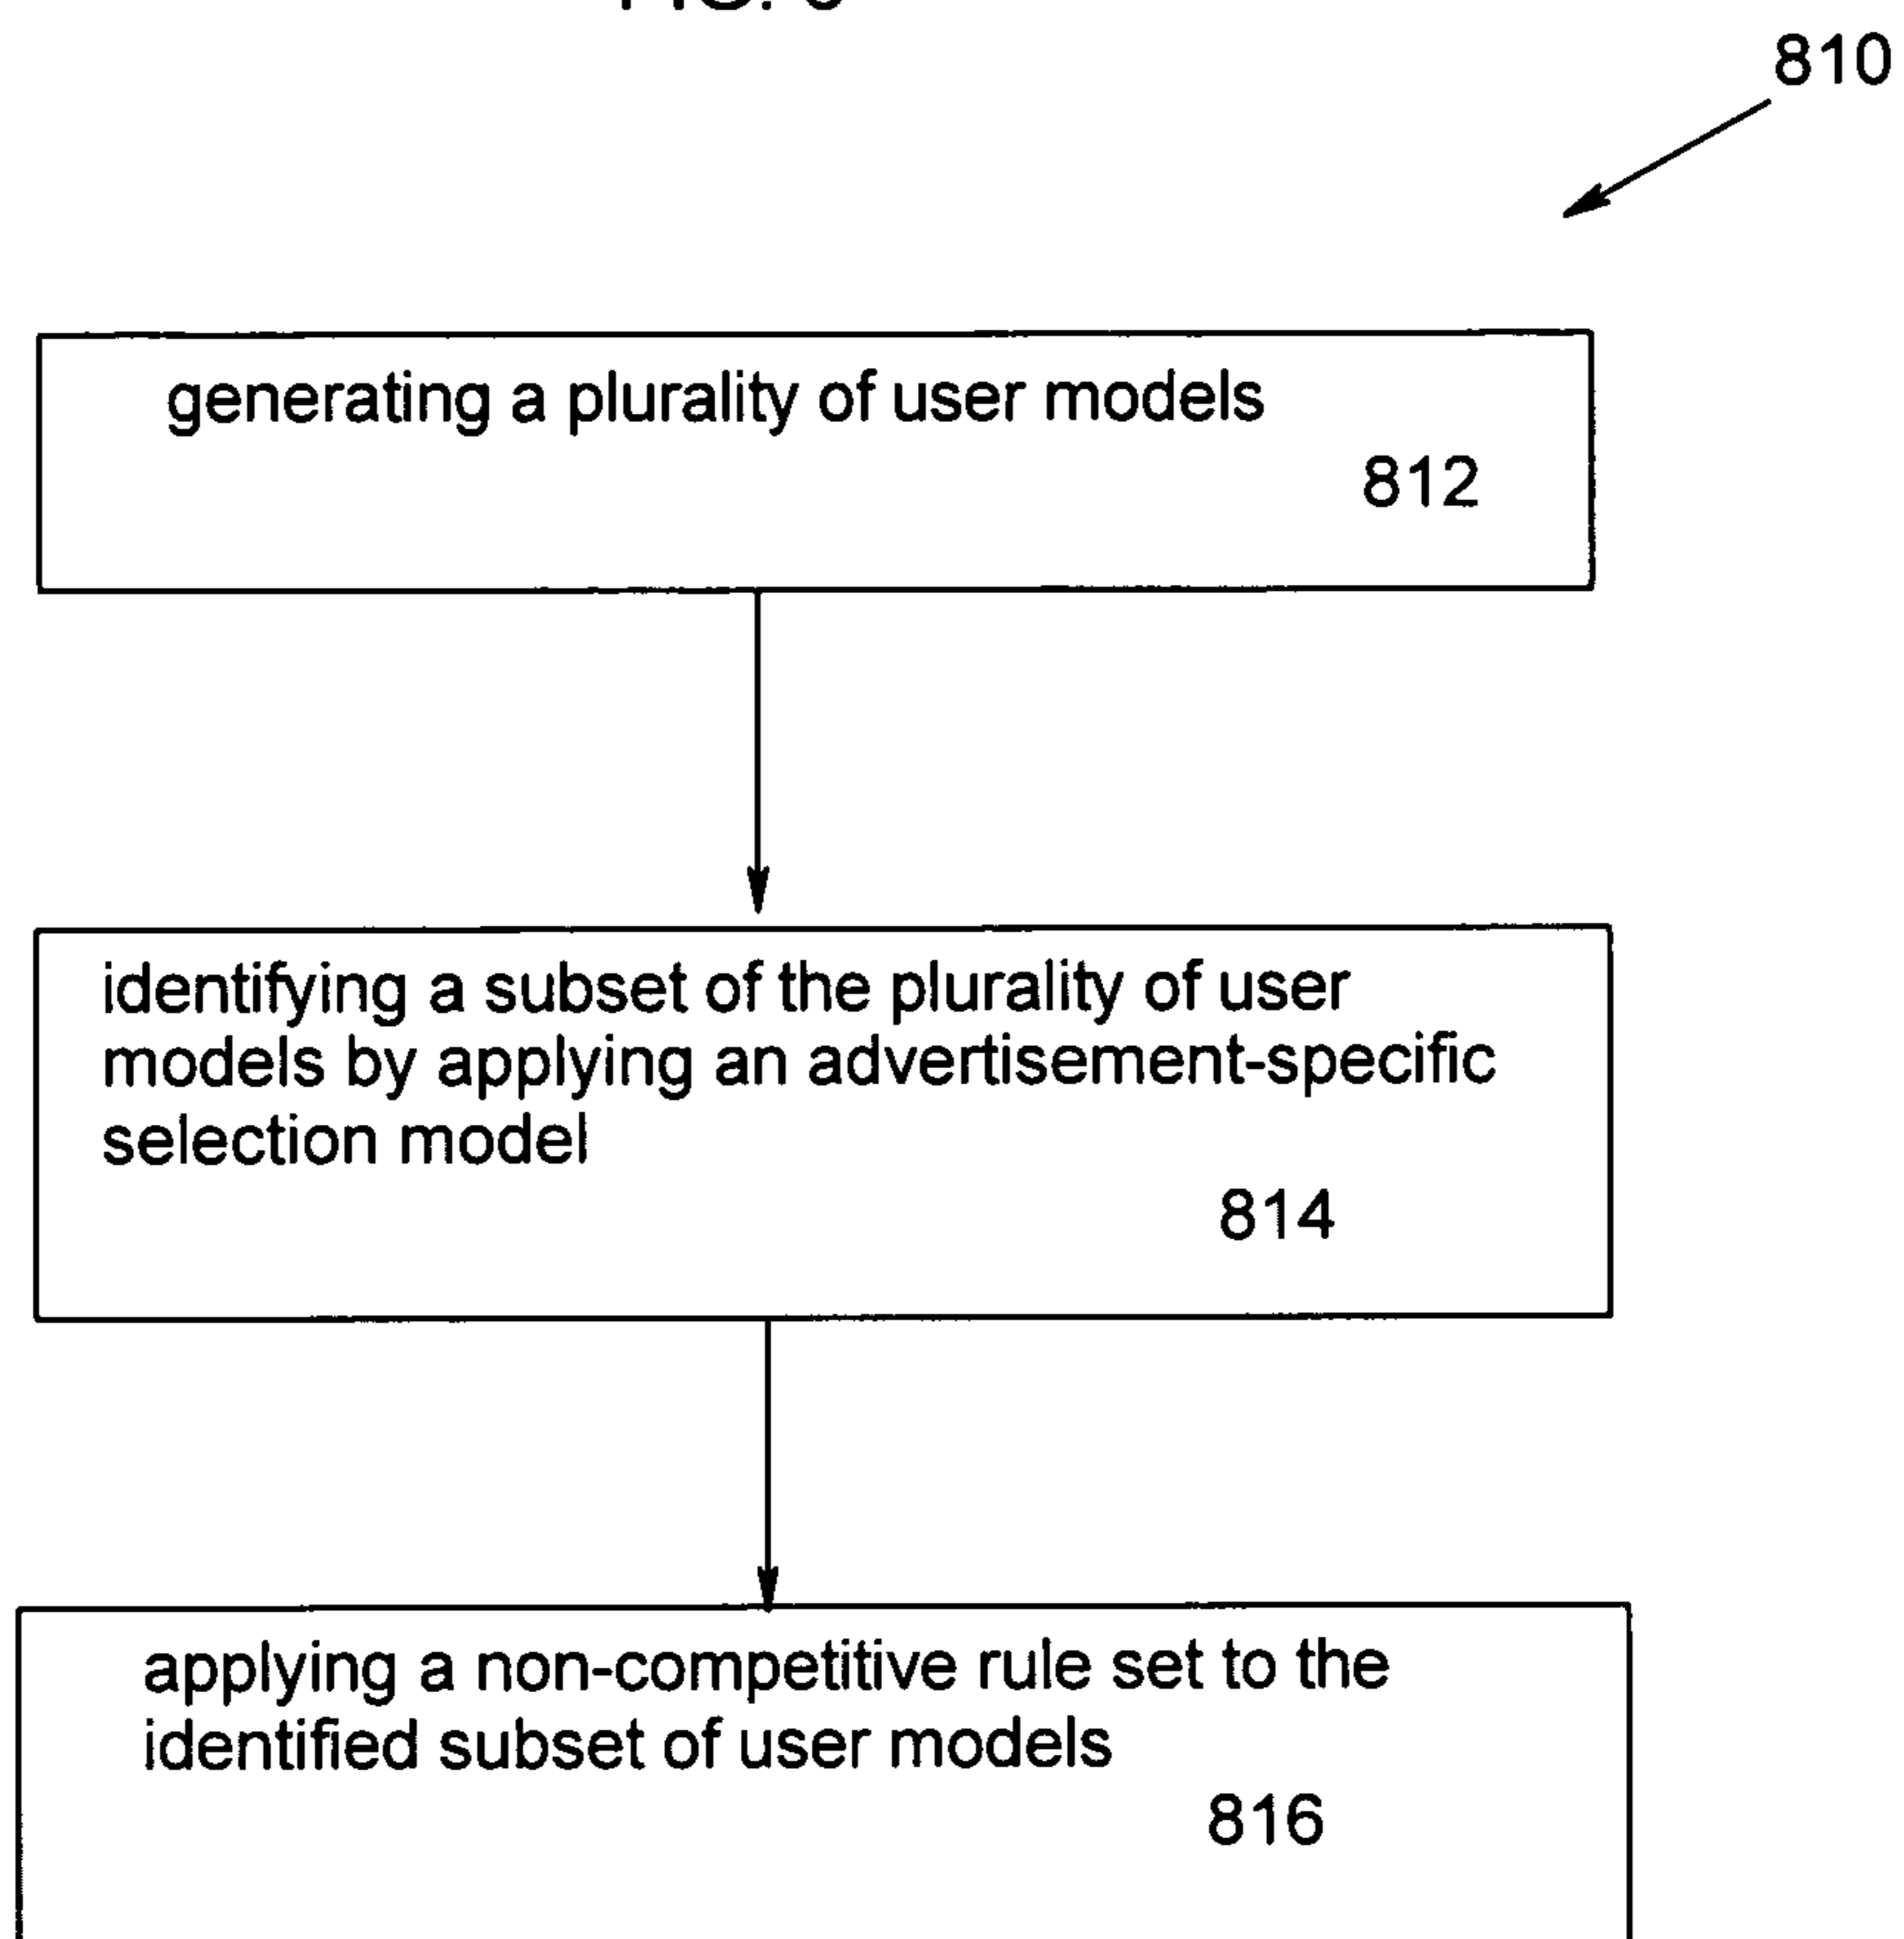 810
generating a plurality of user models
812
identifying a subset of the plurality of user
models by applying an advertisement-specific
selection model
814
applying a non-competitive rule set to the
identified subset of user models
816